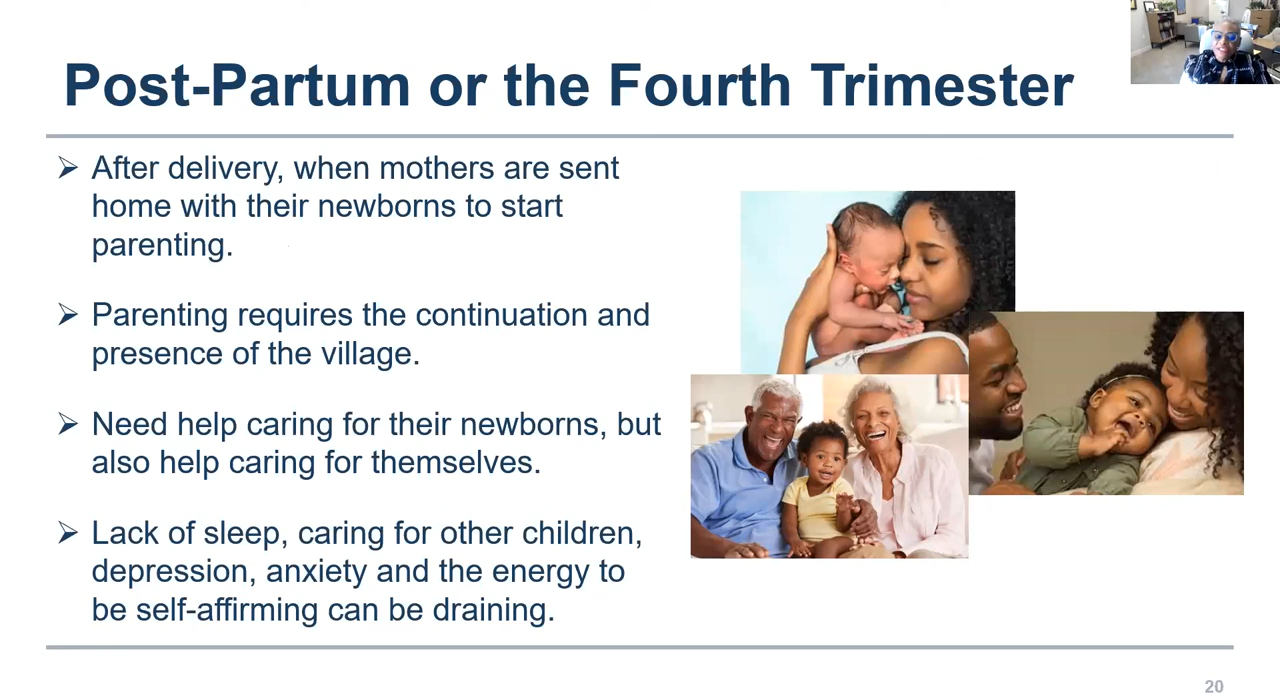 Post-Partum or the Fourth Trimester
➢ After delivery, when mothers are sent
home with their newborns to start
parenting.
➢ Parenting requires the continuation and
presence of the village.
➢ Need help caring for their newborns, but
also help caring for themselves.
➢ Lack of sleep, caring for other children,
depression, anxiety and the energy to
be self-affirming can be draining.
20